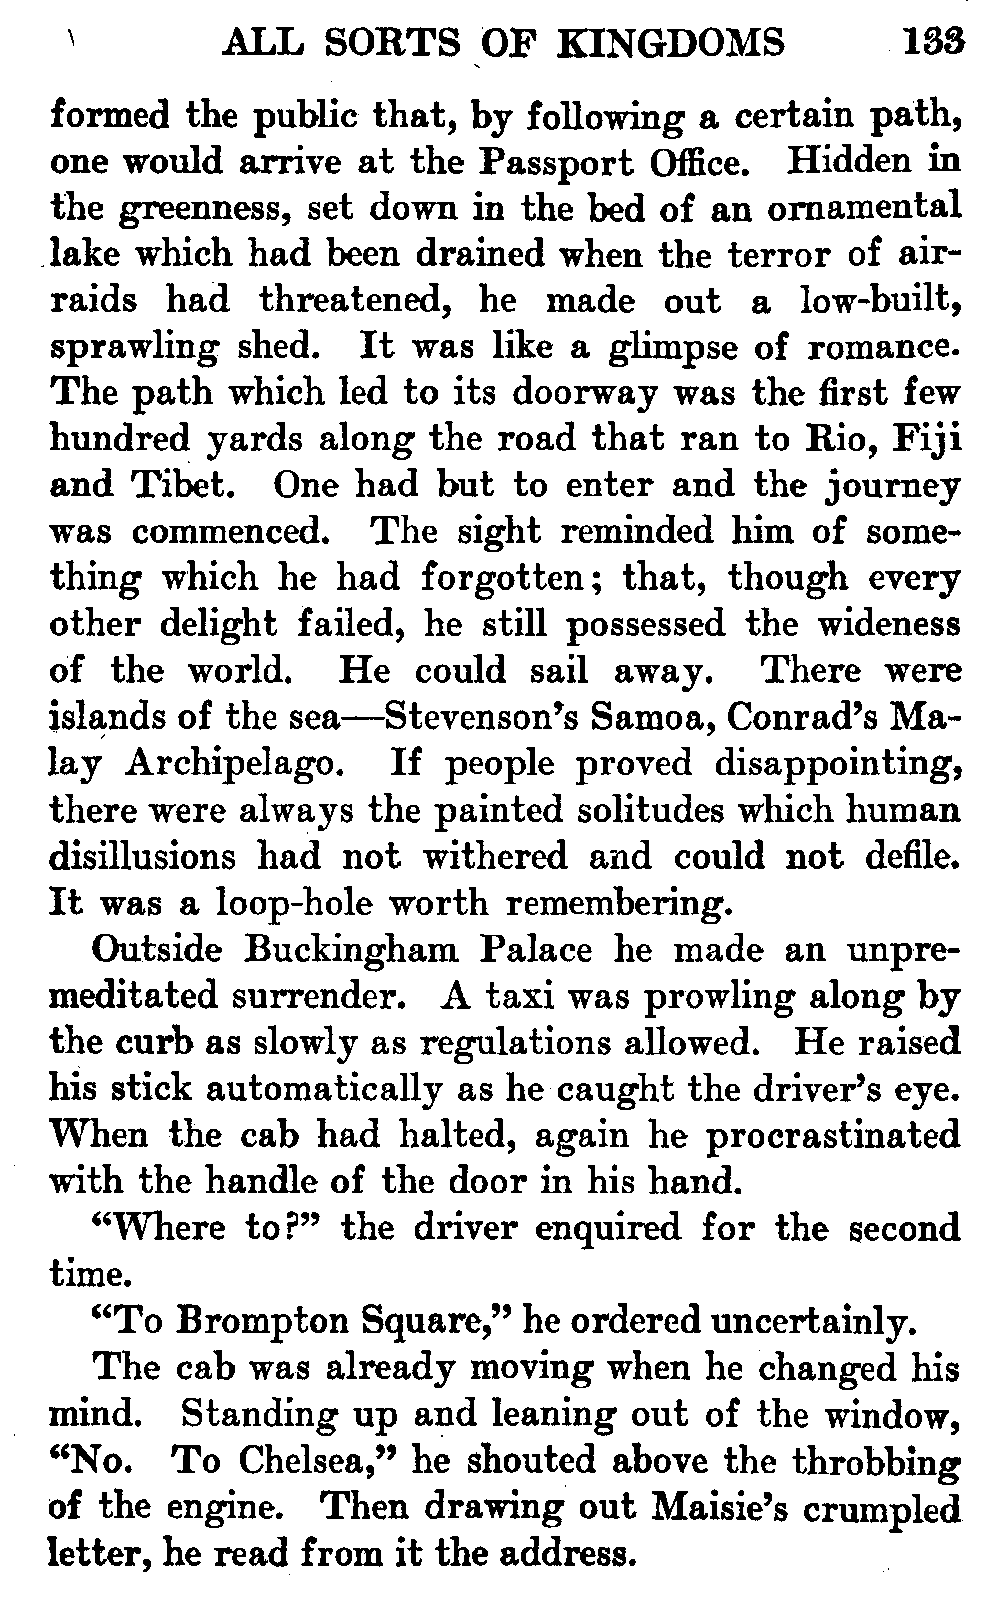 ALL SORTS OF KINGDOMS 133
formed the public that, by following a certain path,
one would arrive at the Passport Office. Hidden in
the greenness, set down in the bed of an ornamental
lake which had been drained when the terror of air-
raids had threatened, he made out a low-built,
sprawling shed. It was like a glimpse of romance.
The path which led to its doorway was the first few
hundred yards along the road that ran to Rio, Fiji
and Tibet. One had but to enter and the journey
was commenced. The sight reminded him of some-
thing which he had forgotten; that, though every
other delight failed, he still possessed the wideness
of the world. He could sail away. There were
islands of the sea—Stevenson's Samoa, Conrad's Ma-
lay Archipelago. If people proved disappointing,
there were always the painted solitudes which human
disillusions had not withered and could not defile.
It was a loop-hole worth remembering.
Outside Buckingham Palace he made an unpre-
meditated surrender. A taxi was prowling along by
the curb as slowly as regulations allowed. He raised
his stick automatically as he caught the driver's eye.
When the cab had halted, again he procrastinated
with the handle of the door in his hand.
“Where to?” the driver enquired for the second
time.
“To Brompton Square,” he ordered uncertainly.
The cab was already moving when he changed his
mind. Standing up and leaning out of the window,
“No. To Chelsea,” he shouted above the throbbing
of the engine. Then drawing out Maisie's crumpled
letter, he read from it the address.